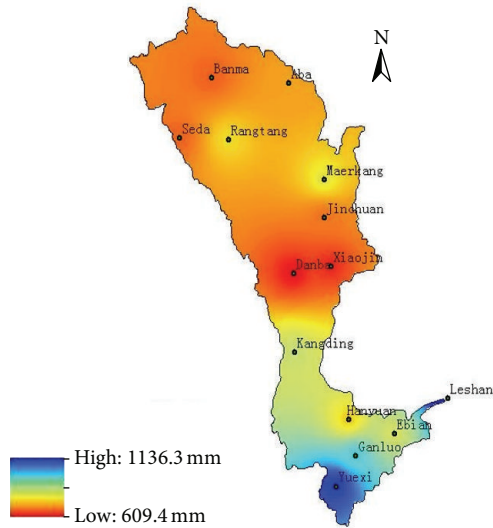 N
Banma
Aba
Seda
Rangtang
Maerkang
Jinchuan
Xiaojin
Danba
Kangding
Leshan
Hanyuan
Ebian
Ganluo
High: 1136.3 mm
Yuexi
Low: 609.4 mm